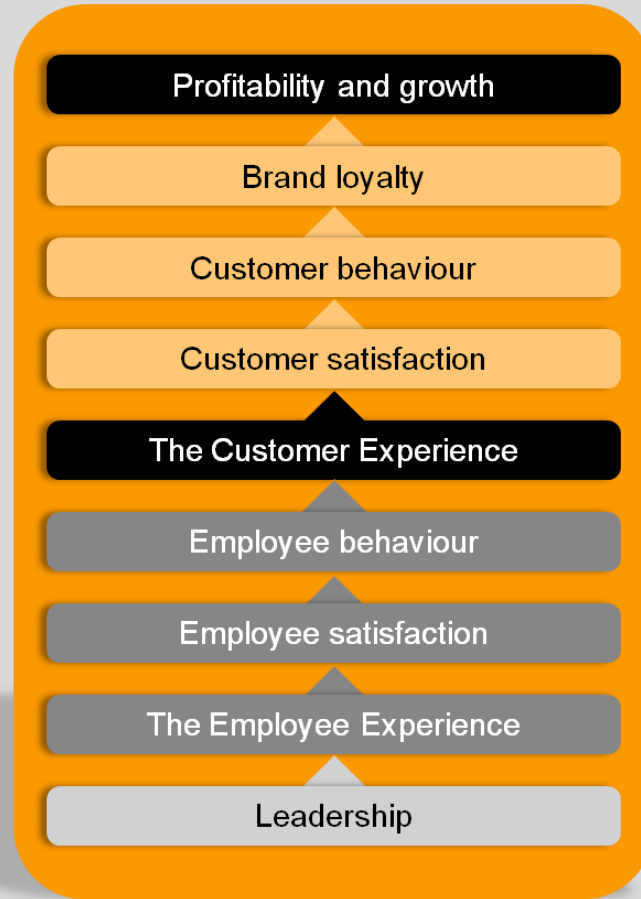 Profitability and growth
Brand loyalty
Customer behaviour
Customer satisfaction
The Customer Experience
Employee behaviour
Employee satisfaction
The Employee Experience
Leadership